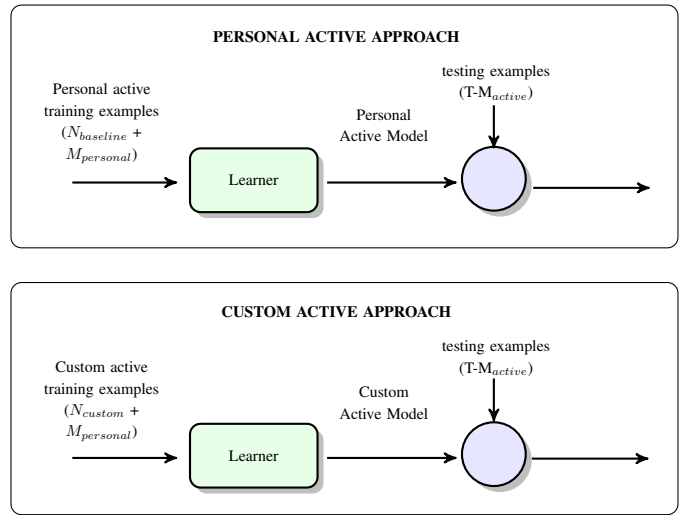 PERSONAL ACTIVE APPROACH
Personal active
training examples
(N_baseline +
M_personal)
Learner
Personal
Active Model
testing examples
(T-M_active)
CUSTOM ACTIVE APPROACH
Custom active
training examples
(N_custom +
M_personal)
Learner
Custom
Active Model
testing examples
(T-M_active)